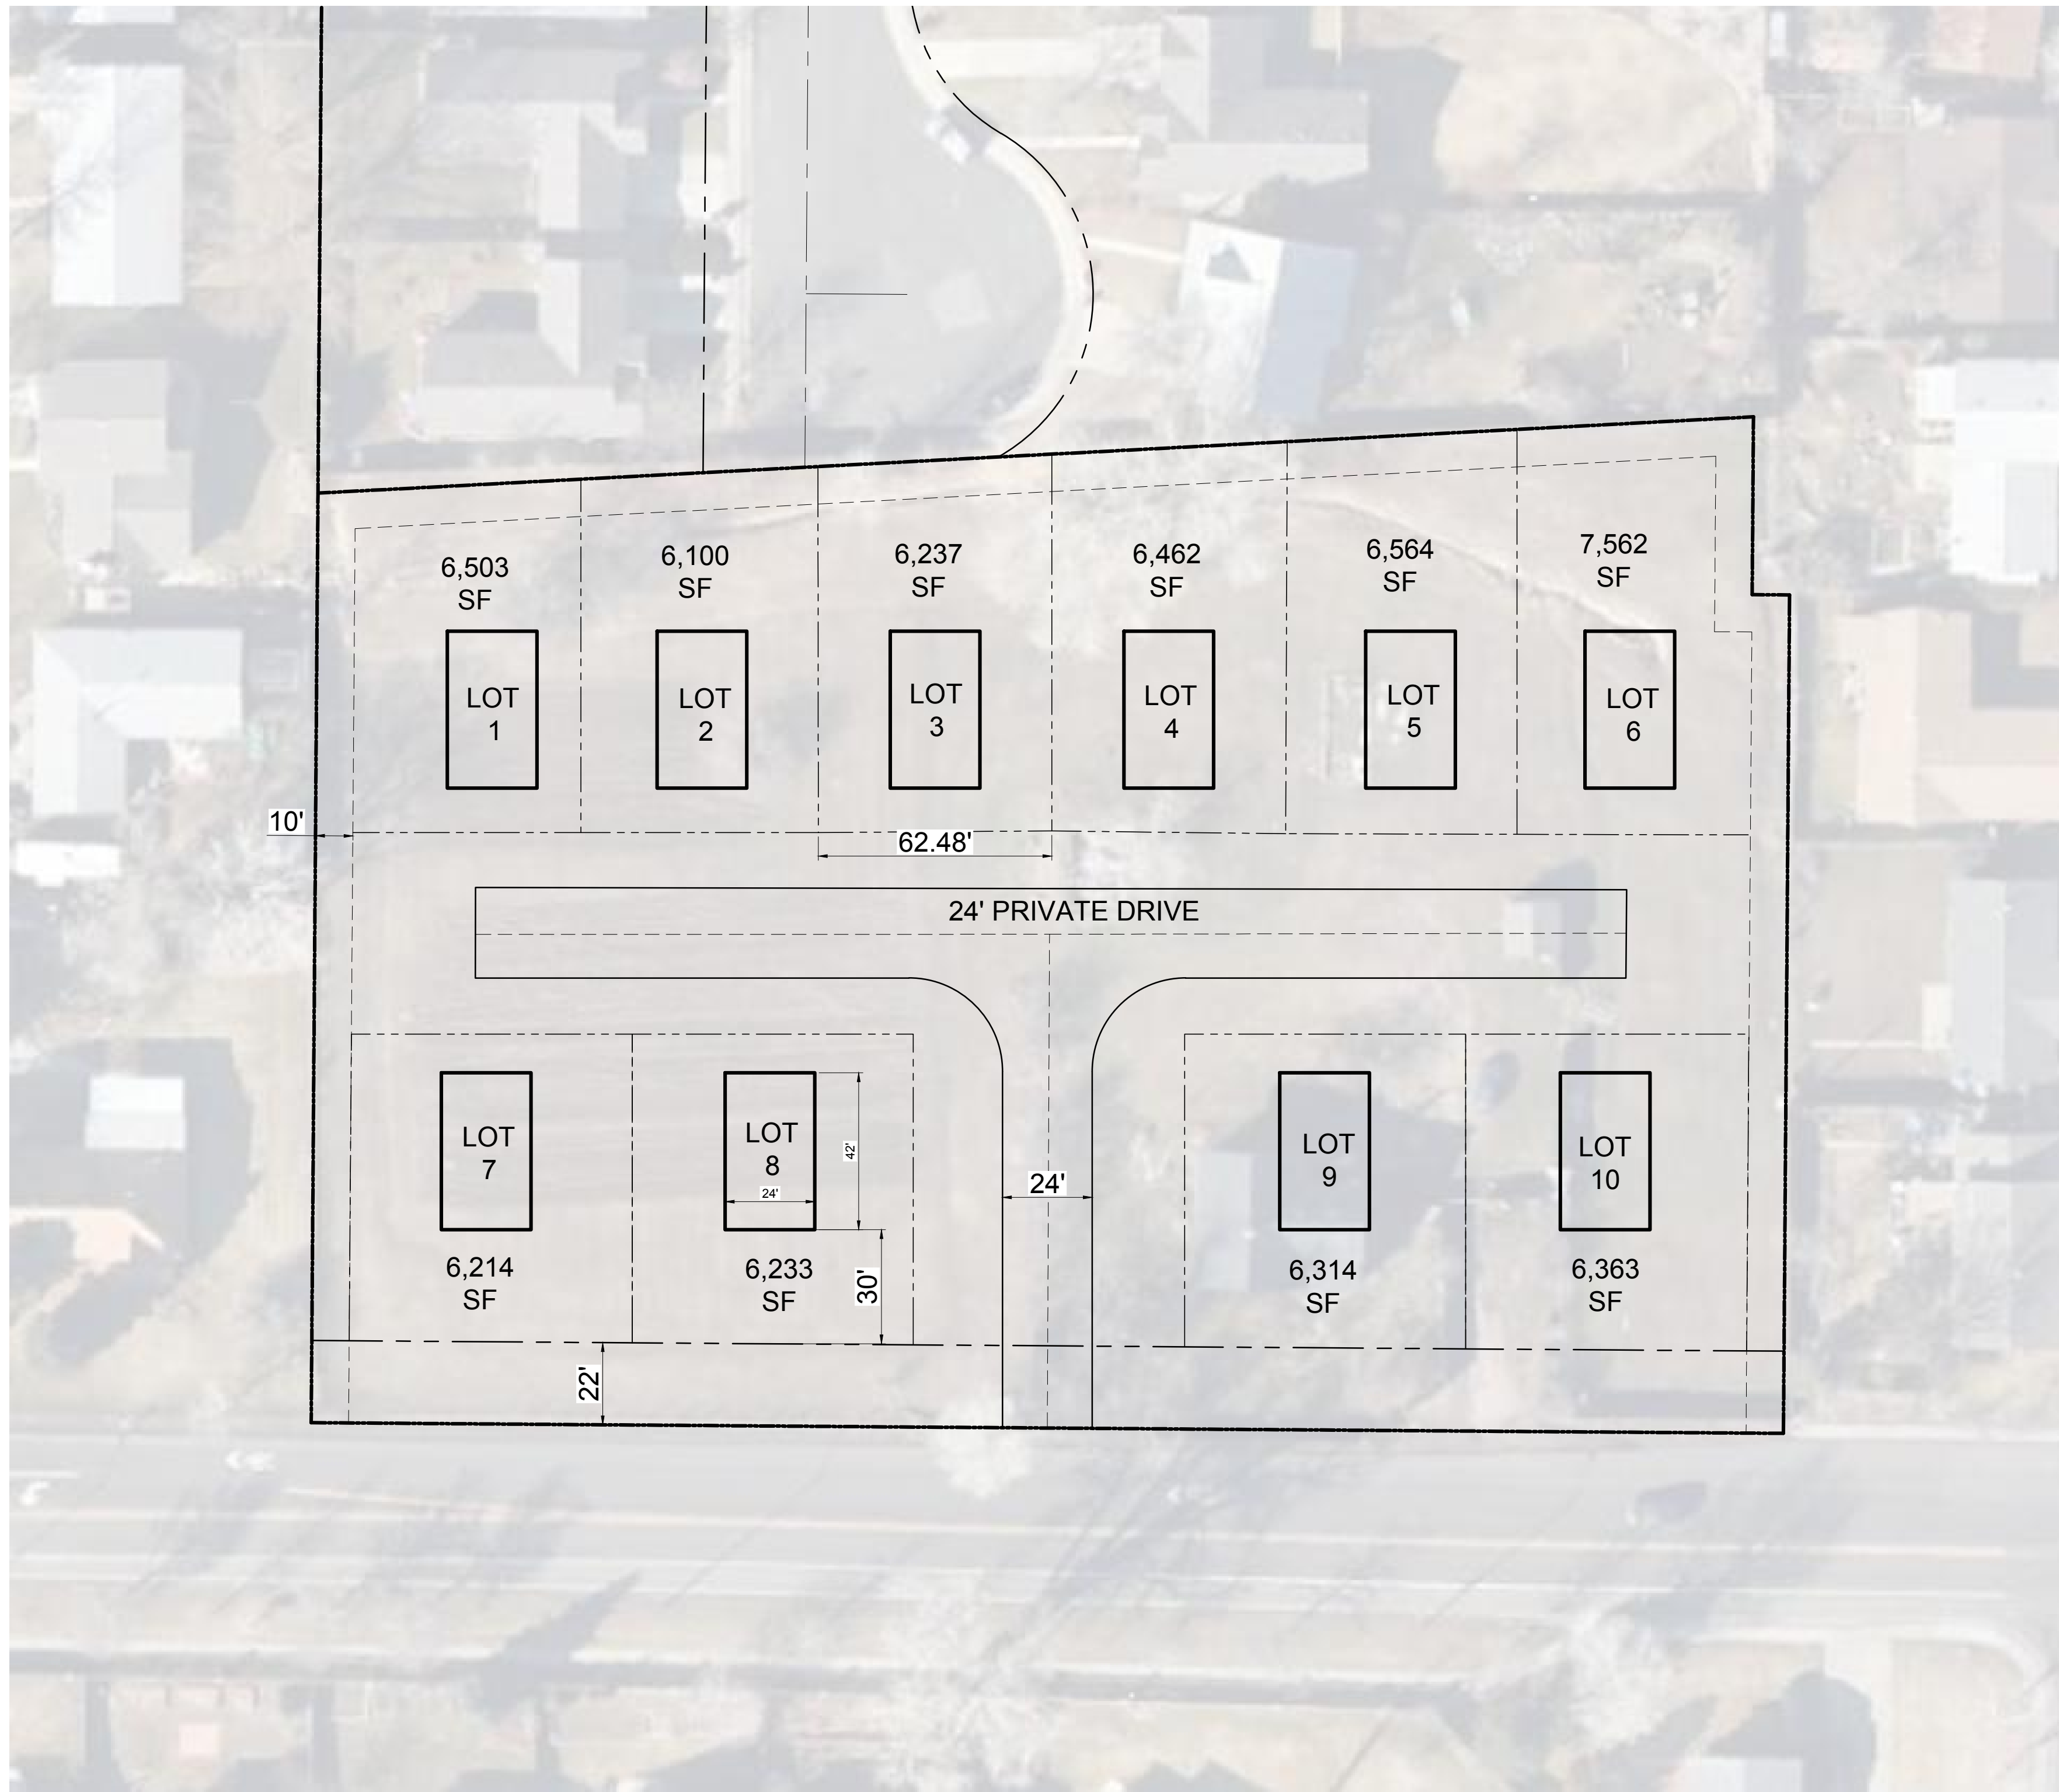 6,503
SF
6,100
SF
6,237
SF
6,462
SF
6,564
SF
7,562
SF
LOT
1
LOT
2
LOT
3
LOT
4
LOT
5
LOT
6
10'
62.48'
24' PRIVATE DRIVE
LOT
7
LOT
8
24'
42'
24'
LOT
9
LOT
10
6,214
SF
6,233
SF
30'
6,314
SF
6,363
SF
22'